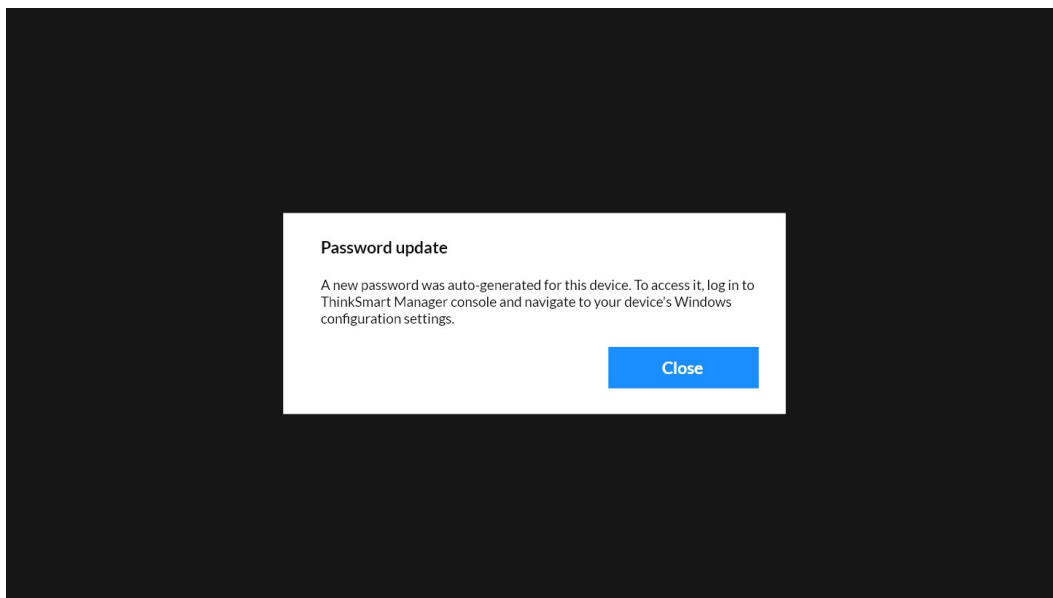 Password update
A new password was auto-generated for this device. To access it, log in to
ThinkSmart Manager console and navigate to your device's Windows
configuration settings.
Close